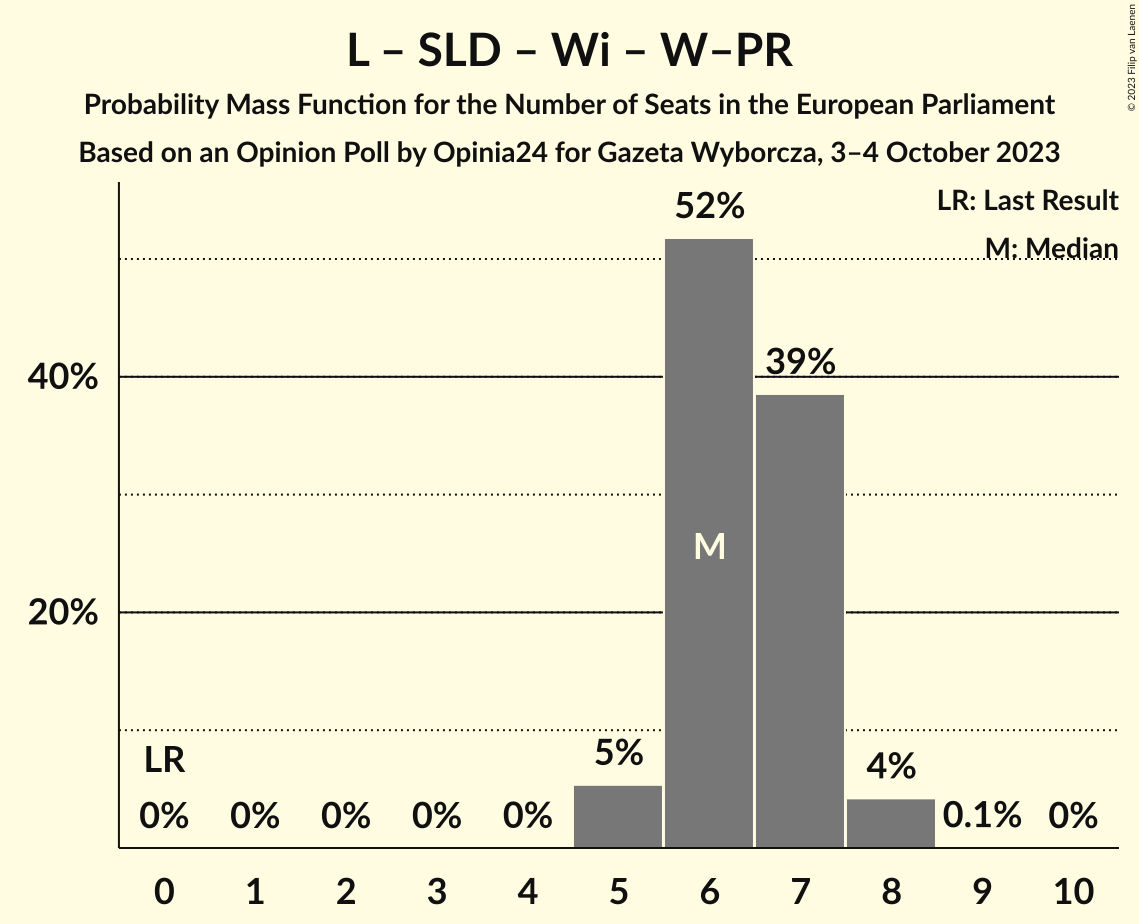 L – SLD – Wi – W–PR
Probability Mass Function for the Number of Seats in the European Parliament
Based on an Opinion Poll by Opinia24 for Gazeta Wyborcza, 3–4 October 2023
© 2023 Filip van Laenen
LR: Last Result
M: Median
52%
39%
40%
M
20%
LR
5%
4%
0% 0% 0% 0% 0% 0.1% 0%
0 1 2 3 4 5 6 7 8 9 10